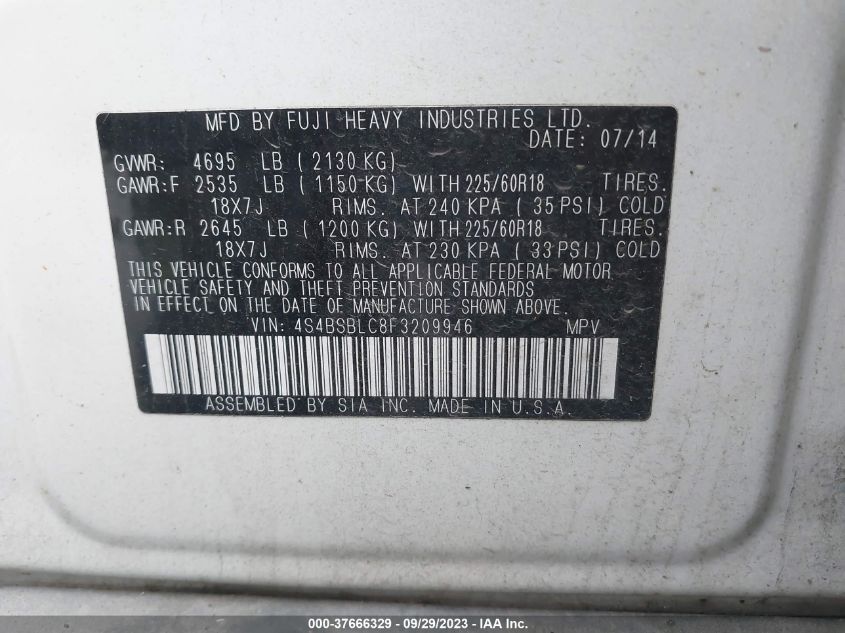 MFD BY FUJI HEAVY INDUSTRIES LTD.
DATE: 07/14
GVWR: 4695 LB (2130 KG)
GAWR:F 2535 LB (1150 KG) WITH 225/60R18 TIRES.
18X7J RIMS. AT 240 KPA (35 PSI) COLD
GAWR:R 2645 LB (1200 KG) WITH 225/60R18 TIRES.
18X7J RIMS. AT 230 KPA (33 PSI) COLD
THIS VEHICLE CONFORMS TO ALL APPLICABLE FEDERAL MOTOR
VEHICLE SAFETY AND THEFT PREVENTION STANDARDS
IN EFFECT ON THE DATE OF MANUFACTURE SHOWN ABOVE.
VIN: 4S4BSBLC8F3209946 MPV
ASSEMBLED BY SIA INC. MADE IN U.S.A.
000-37666329 - 09/29/2023 - IAA Inc.